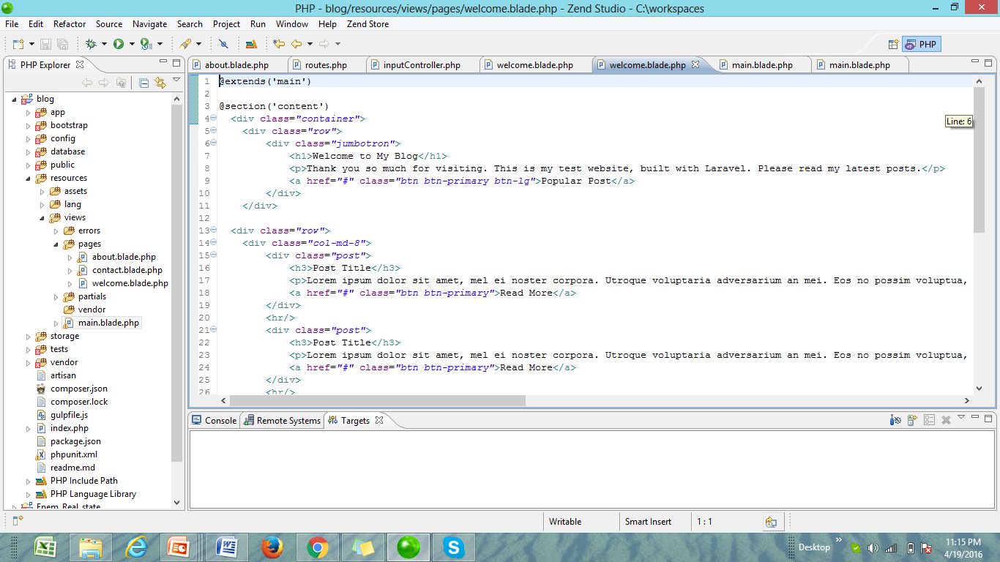 PHP - blog/resources/views/pages/welcome.blade.php - Zend Studio - C:\workspaces
File Edit Refactor Source Navigate Search Project Run Window Help Zend Store
PHP
PHP Explorer
blog
app
bootstrap
config
database
public
resources
assets
lang
views
errors
pages
about.blade.php
contact.blade.php
welcome.blade.php
partials
vendor
main.blade.php
storage
tests
vendor
artisan
composer.json
composer.lock
gulpfile.js
index.php
package.json
phpunit.xml
readme.md
PHP Include Path
PHP Language Library
Enem_Real_state
about.blade.php routes.php inputController.php welcome.blade.php welcome.blade.php main.blade.php main.blade.php
1 @extends('main')
2
3 @section('content')
4 <div class="container">
5 <div class="row">
6 <div class="jumbotron">
7 <h1>Welcome to My Blog</h1>
8 <p>Thank you so much for visiting. This is my test website, built with Laravel. Please read my latest posts.</p>
9 <a href="#" class="btn btn-primary btn-lg">Popular Post</a>
10 </div>
11 </div>
12
13 <div class="row">
14 <div class="col-md-8">
15 <div class="post">
16 <h3>Post Title</h3>
17 <p>Lorem ipsum dolor sit amet, mel ei noster corpora. Utroque voluptaria adversarium an mei. Eos no possim voluptua,
18 <a href="#" class="btn btn-primary">Read More</a>
19 </div>
20 <hr/>
21 <div class="post">
22 <h3>Post Title</h3>
23 <p>Lorem ipsum dolor sit amet, mel ei noster corpora. Utroque voluptaria adversarium an mei. Eos no possim voluptua,
24 <a href="#" class="btn btn-primary">Read More</a>
25 </div>
26 <hr/>
Line: 6
Console Remote Systems Targets
Writable Smart Insert 1 : 1
Desktop
11:15 PM
4/19/2016